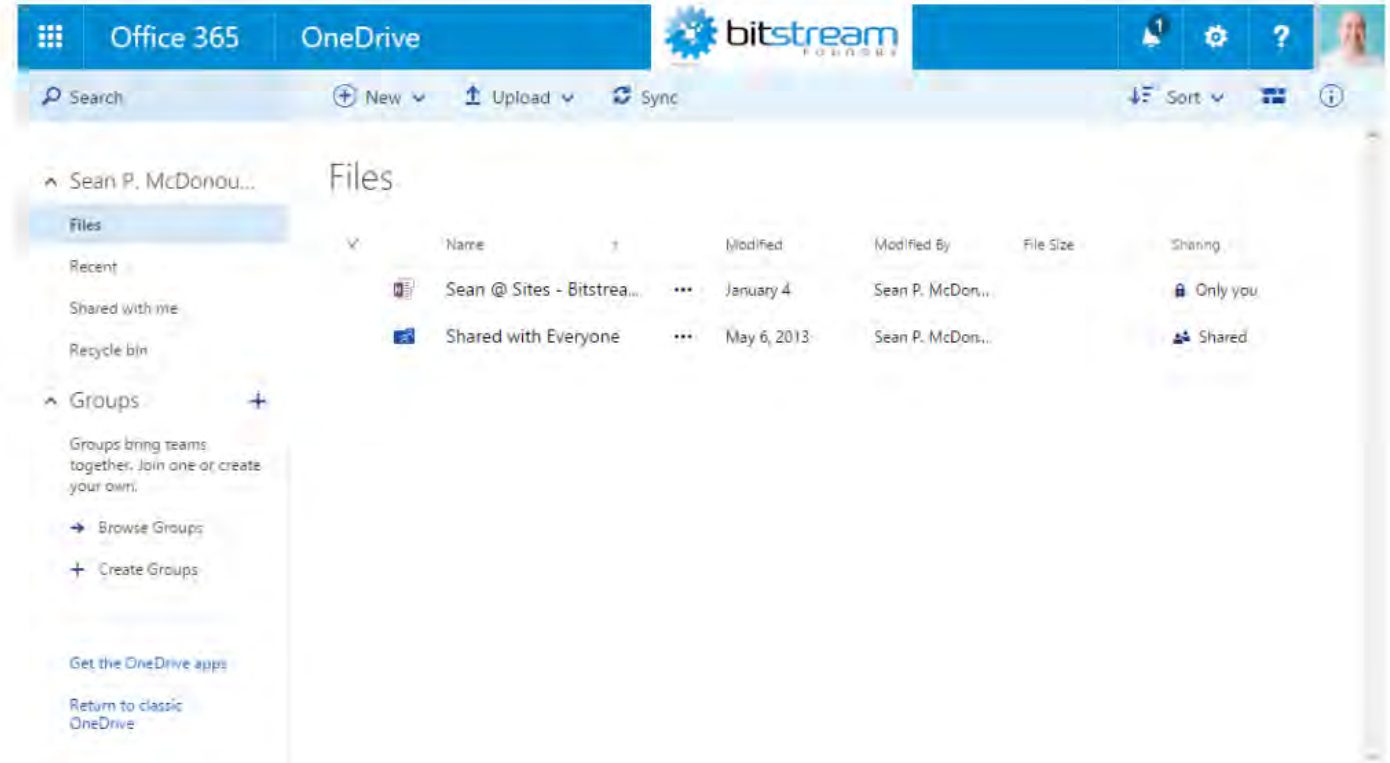 Office 365
OneDrive
bitstream
FOUNDRY
1
?
Search
New
Upload
Sync
Sort
Sean P. McDonou...
Files
Recent
Shared with me
Recycle bin
Groups
Groups bring teams
together. Join one or create
your own.
Browse Groups
Create Groups
Get the OneDrive apps
Return to classic
OneDrive
Files
Name Modified Modified By File Size Sharing
Sean @ Sites - Bitstrea... ... January 4 Sean P. McDon... Only you
Shared with Everyone ... May 6, 2013 Sean P. McDon... Shared